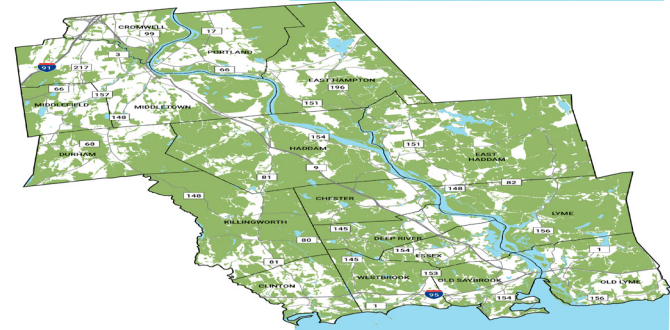 CROMWELL
99
17
3
PORTLAND
91
217
66
EAST HAMPTON
196
66
157
151
MIDDLEFIELD
MIDDLETOWN
148
154
68
HADDAM
151
DURHAM
EAST
HADDAM
9
81
82
148
148
CHESTER
LYME
KILLINGWORTH
145
156
80
DEEP RIVER
154
1
ESSEX
81
145
153
WESTBROOK
OLD SAYBROOK
OLD LYME
CLINTON
95
154
156
1